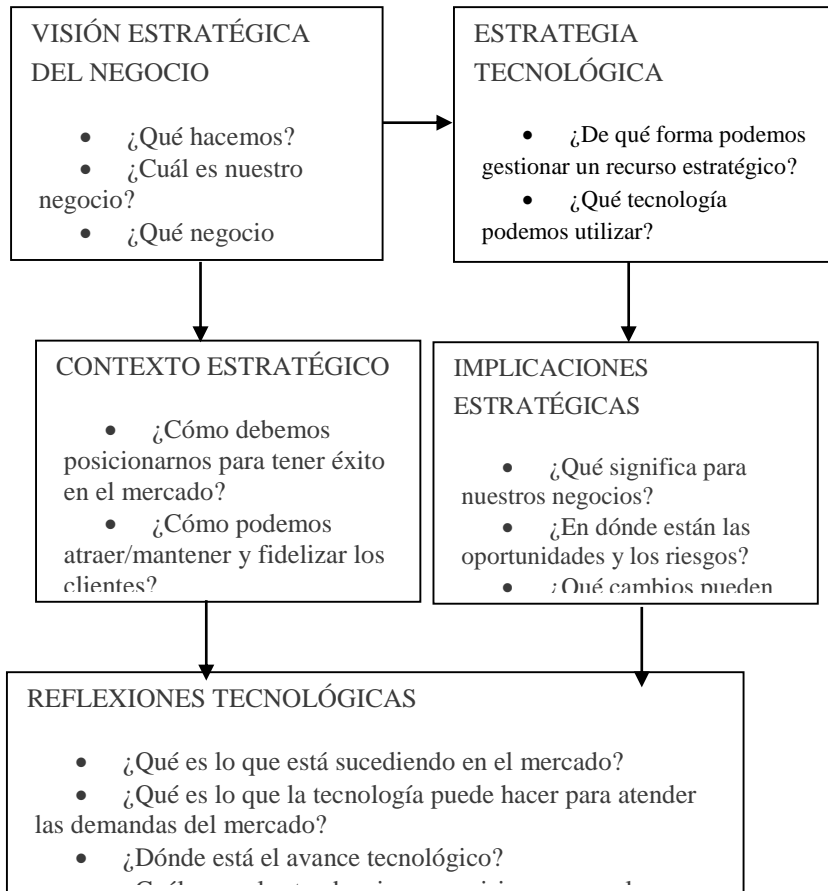 VISIÓN ESTRATÉGICA
DEL NEGOCIO
• ¿Qué hacemos?
• ¿Cuál es nuestro
negocio?
• ¿Qué negocio
ESTRATEGIA
TECNOLÓGICA
• ¿De qué forma podemos
gestionar un recurso estratégico?
• ¿Qué tecnología
podemos utilizar?
CONTEXTO ESTRATÉGICO
• ¿Cómo debemos
posicionarnos para tener éxito
en el mercado?
• ¿Cómo podemos
atraer/mantener y fidelizar los
clientes?
IMPLICACIONES
ESTRATÉGICAS
• ¿Qué significa para
nuestros negocios?
• ¿En dónde están las
oportunidades y los riesgos?
• ¿Qué cambios pueden
REFLEXIONES TECNOLÓGICAS
• ¿Qué es lo que está sucediendo en el mercado?
• ¿Qué es lo que la tecnología puede hacer para atender
las demandas del mercado?
• ¿Dónde está el avance tecnológico?